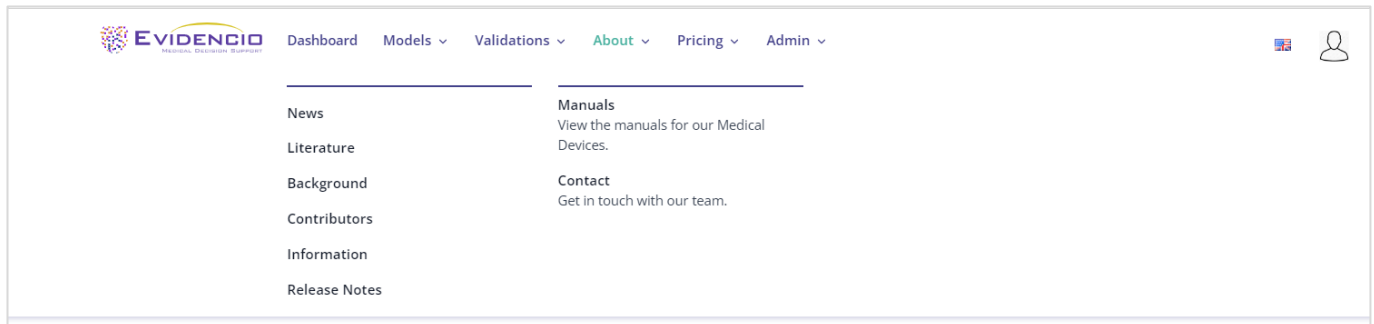 EVIDENCIO
MEDICAL DECISION SUPPORT
Dashboard Models Validations About Pricing Admin
News
Literature
Background
Contributors
Information
Release Notes
Manuals
View the manuals for our Medical
Devices.
Contact
Get in touch with our team.